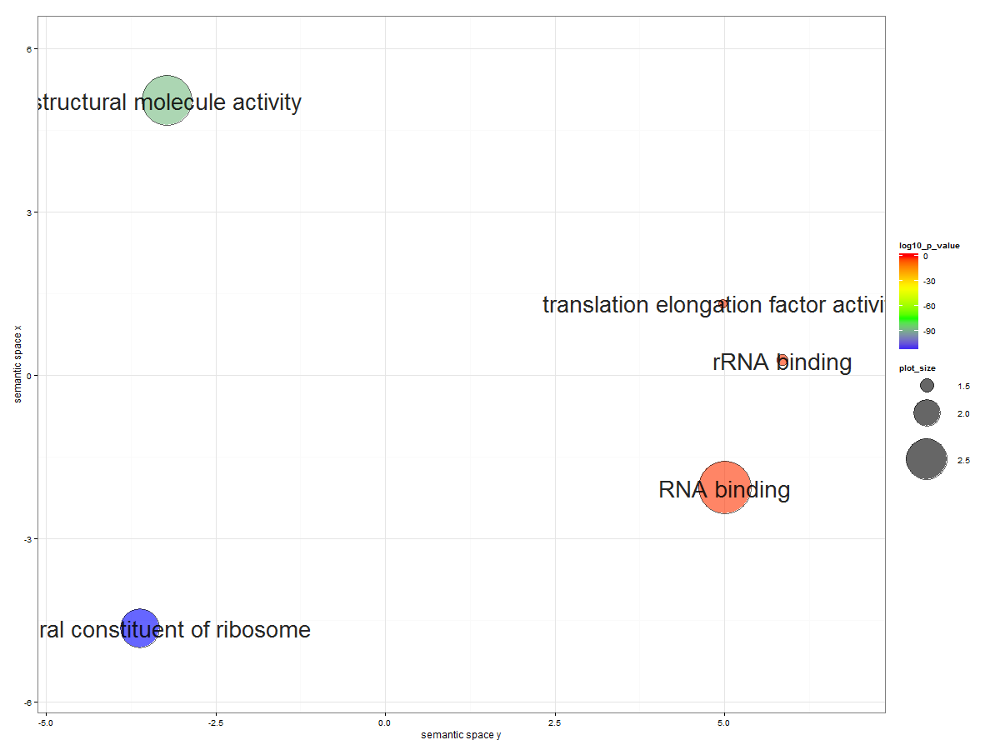 6
structural molecule activity
3
translation elongation factor activi
rRNA binding
0
RNA binding
-3
ral constituent of ribosome
-6
-5.0
-2.5
0.0
2.5
5.0
semantic space y
semantic space x
log10_p_value
0
-30
-60
-90
plot_size
1.5
2.0
2.5